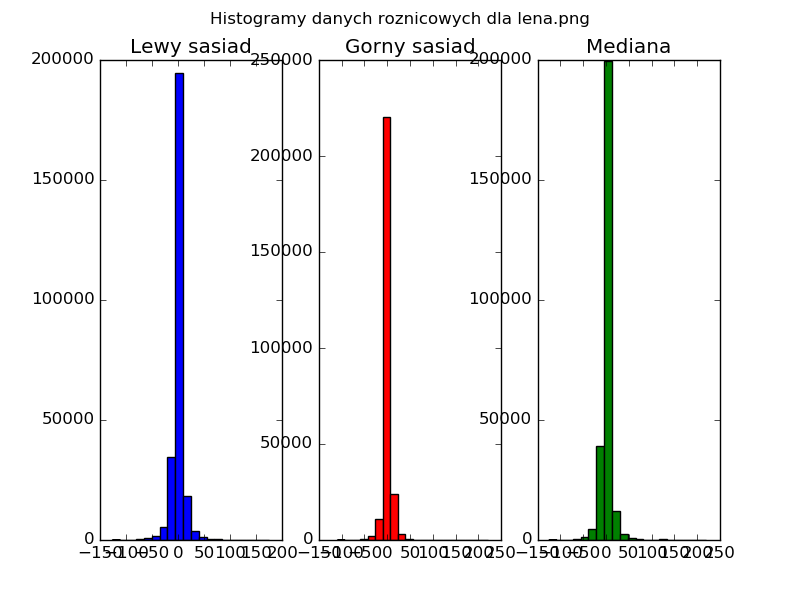 Histogramy danych roznicowych dla lena.png
Lewy sasiad Gorny sasiad Mediana
200000 250000 200000
200000
150000 150000
150000
100000 100000
100000
50000 50000
50000
0 0 0
−150 −100 −50 0 50 100 150 200 −150 −100 −50 0 50 100 150 200 250 −150 −100 −50 0 50 100 150 200 250